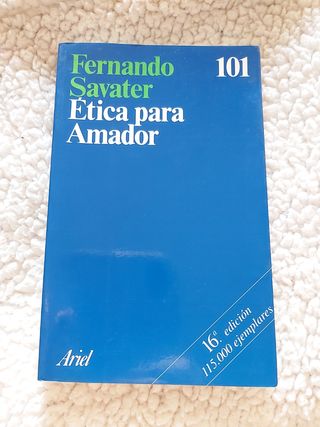 Fernando
Savater
101
Ética para
Amador
16ª. edición
115.000 ejemplares
Ariel